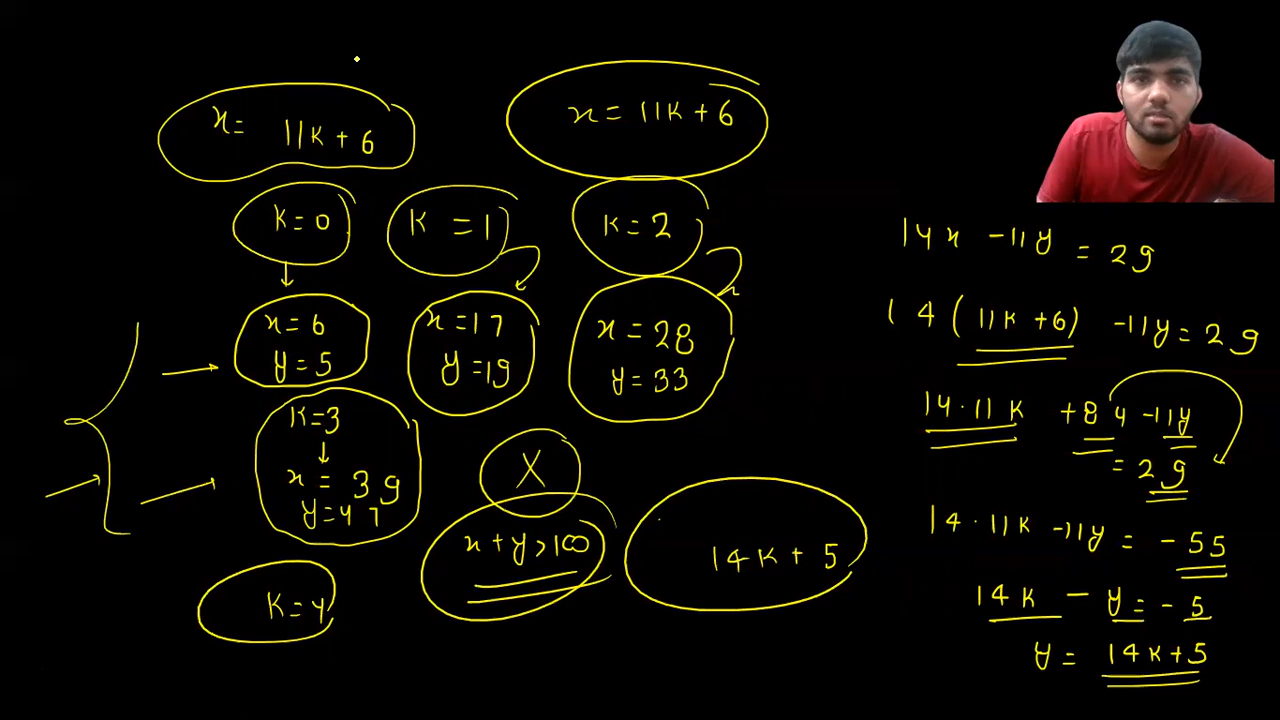 x = 11K + 6
x = 11K + 6
K = 0
K = 1
K = 2
x = 6
y = 5
x = 17
y = 19
x = 28
y = 33
K = 3
↓
x = 39
y = 47
X
x + y > 100
14K + 5
K = 4
14x - 11y = 29
14 ( 11K + 6 ) - 11y = 29
14 · 11 K + 84 - 11y
= 29
14 · 11K - 11y = - 55
14K - y = - 5
y = 14K + 5